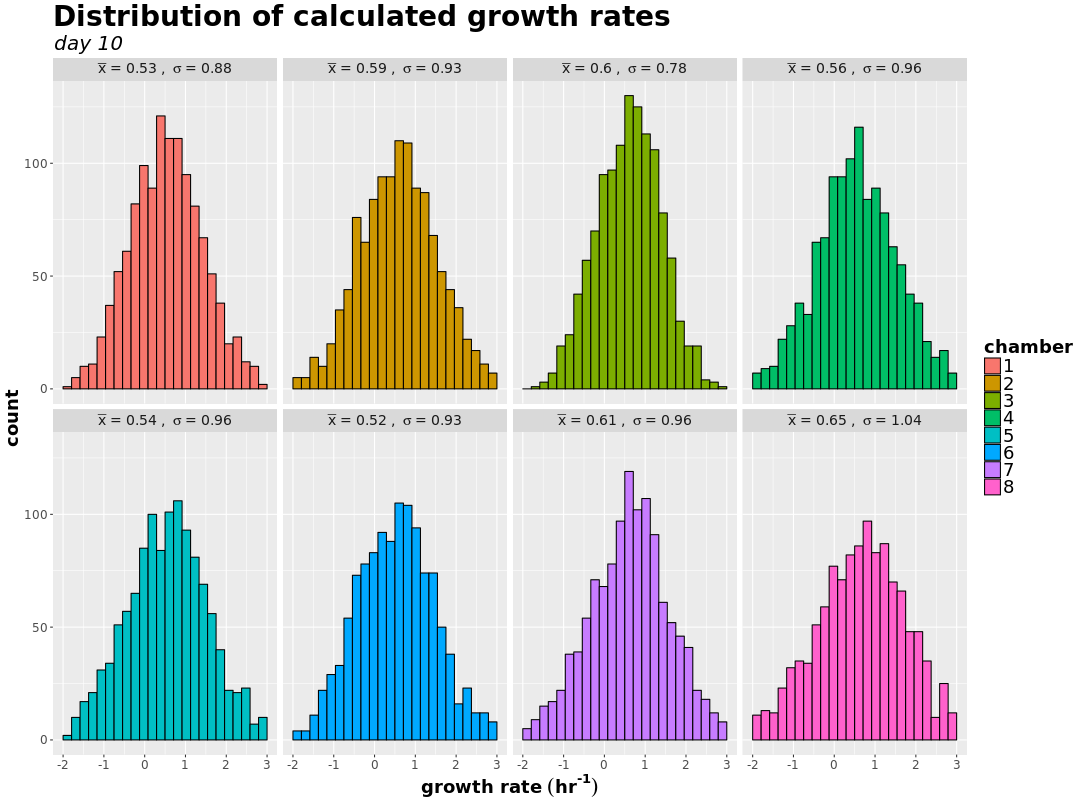 Distribution of calculated growth rates
day 10
x̅ = 0.53 , σ = 0.88
x̅ = 0.59 , σ = 0.93
x̅ = 0.6 , σ = 0.78
x̅ = 0.56 , σ = 0.96
100
50
0
x̅ = 0.54 , σ = 0.96
x̅ = 0.52 , σ = 0.93
x̅ = 0.61 , σ = 0.96
x̅ = 0.65 , σ = 1.04
100
50
0
-2 -1 0 1 2 3
-2 -1 0 1 2 3
-2 -1 0 1 2 3
-2 -1 0 1 2 3
count
growth rate (hr⁻¹)
chamber
1
2
3
4
5
6
7
8